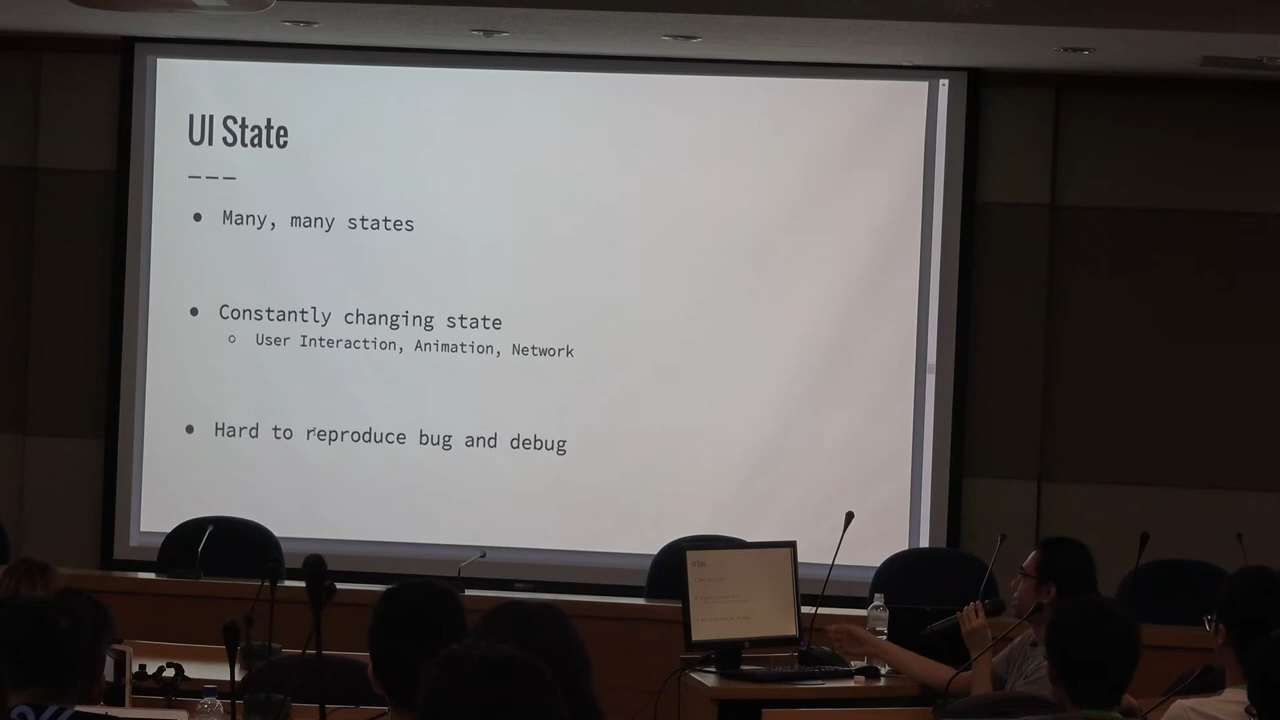 UI State
Many, many states
Constantly changing state
User Interaction, Animation, Network
Hard to reproduce bug and debug